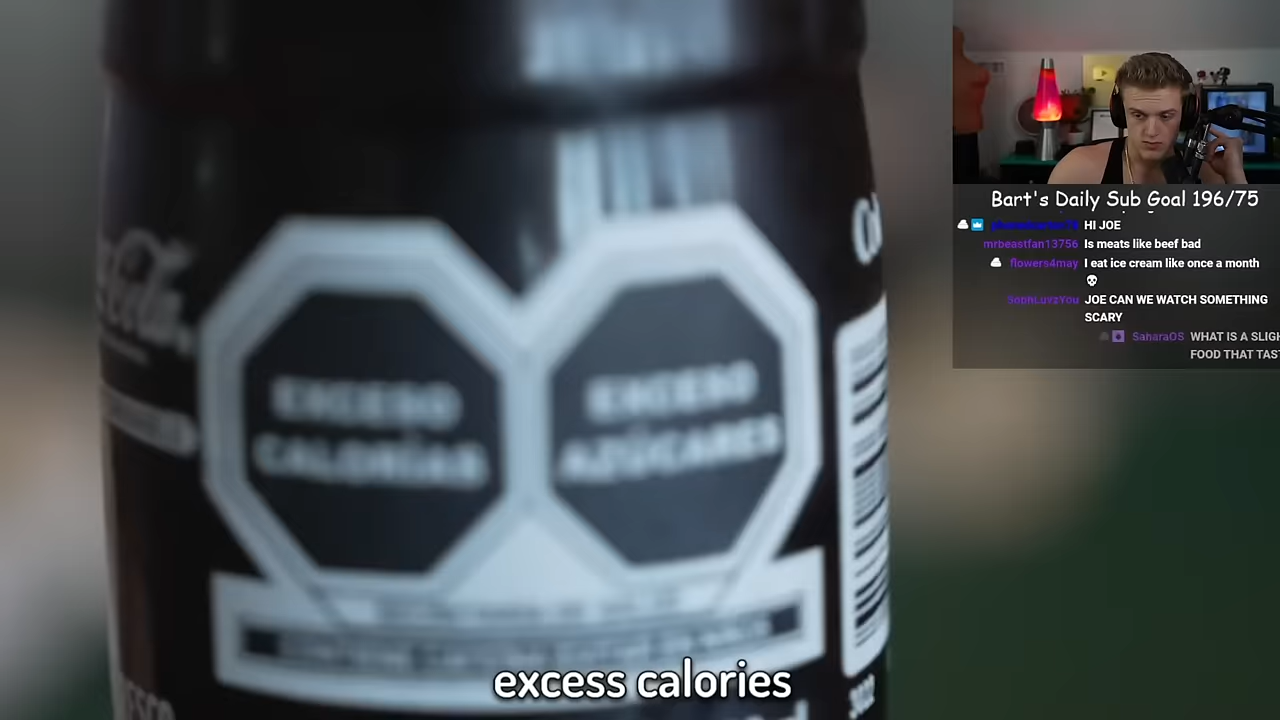 Cola
EXCESO
CALORÍAS
EXCESO
AZÚCARES
excess calories
Bart's Daily Sub Goal 196/75
HI JOE
mrbeastfan13756 Is meats like beef bad
flowers4may I eat ice cream like once a month
💀
JOE CAN WE WATCH SOMETHING
SCARY
SaharaOS WHAT IS A SLIGH
FOOD THAT TAST